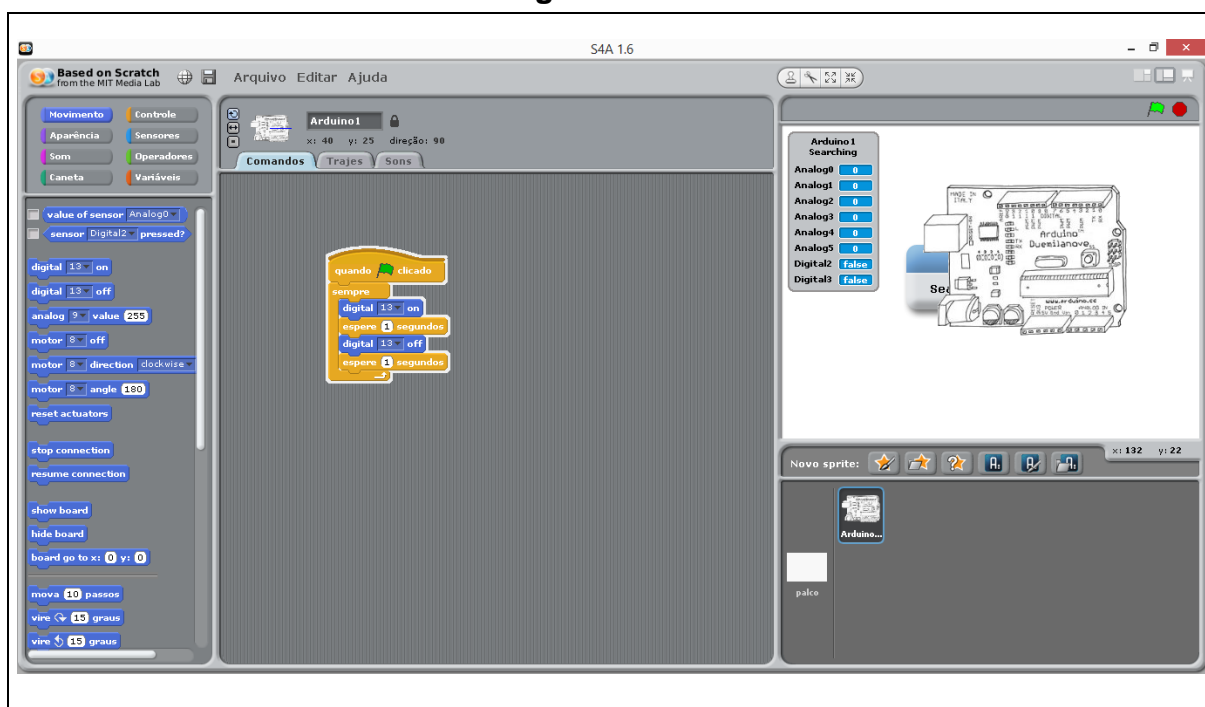 S4A 1.6
Based on Scratch
from the MIT Media Lab
Arquivo Editar Ajuda
Movimento Controle
Aparência Sensores
Som Operadores
Caneta Variáveis
value of sensor Analog0
sensor Digital2 pressed?
digital 13 on
digital 13 off
analog 9 value 255
motor 8 off
motor 8 direction clockwise
motor 8 angle 180
reset actuators
stop connection
resume connection
show board
hide board
board go to x: 0 y: 0
mova 10 passos
vire 15 graus
vire 15 graus
Arduino1
x: 40 y: 25 direção: 90
Comandos Trajes Sons
quando clicado
sempre
digital 13 on
espere 1 segundos
digital 13 off
espere 1 segundos
Arduino1
Searching
Analog0 0
Analog1 0
Analog2 0
Analog3 0
Analog4 0
Analog5 0
Digital2 false
Digital3 false
MADE IN
ITALY
DIGITAL
Arduino
Duemilanove
www.arduino.cc
POWER ANALOG IN
x: 132 y: 22
Novo sprite:
Arduino...
palco